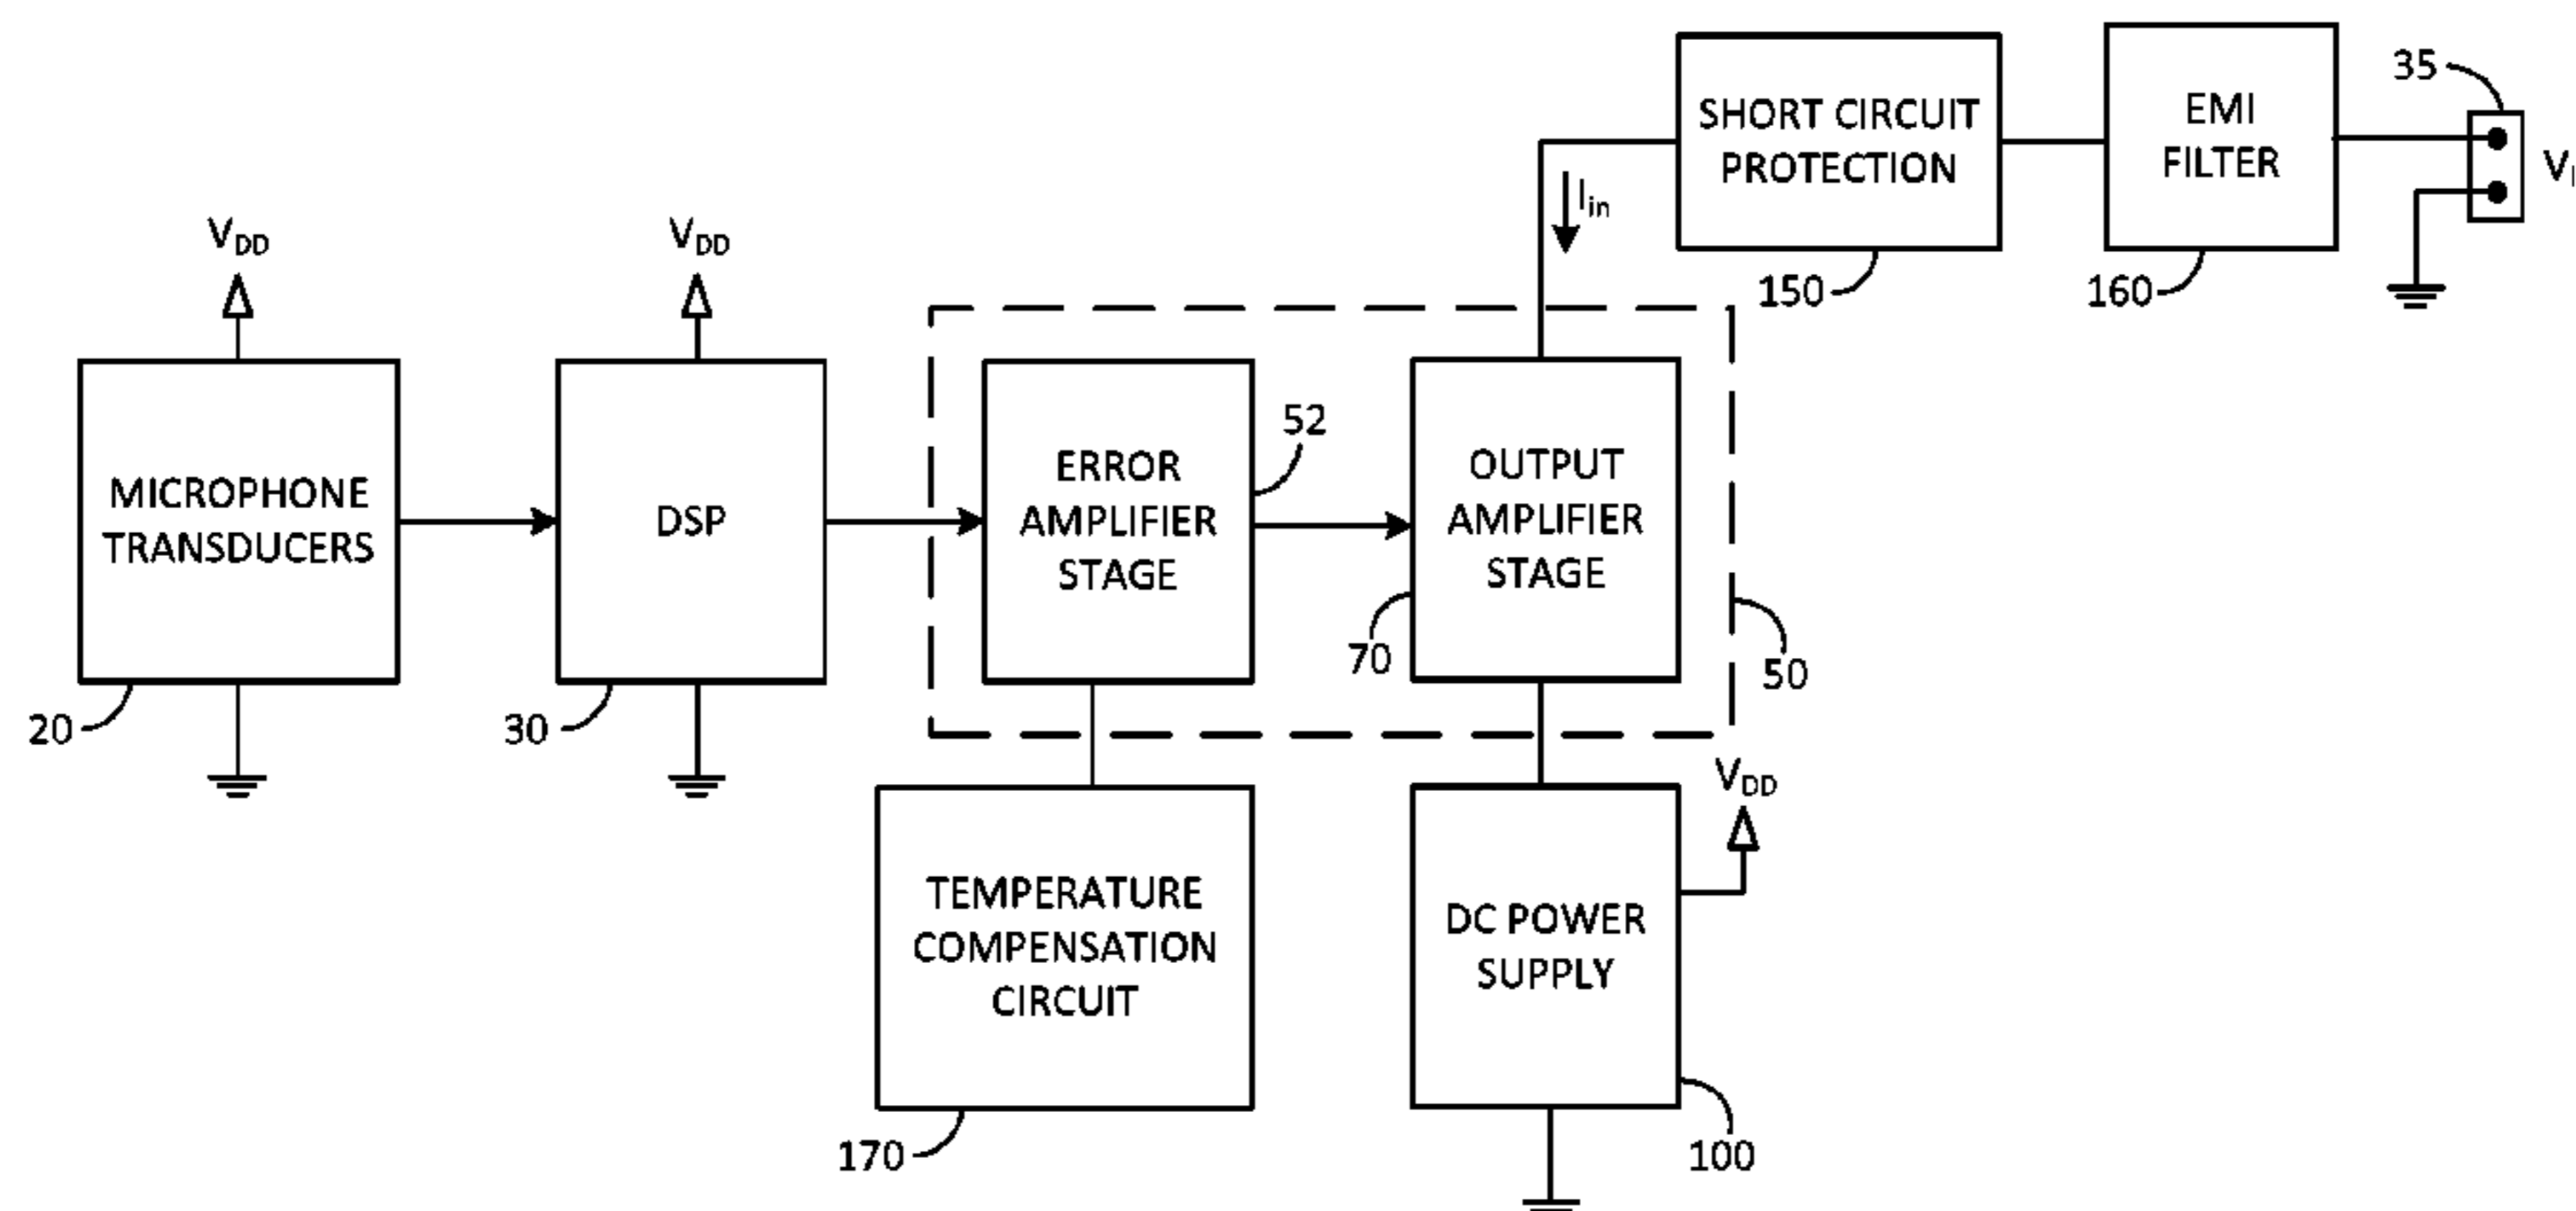 35
SHORT CIRCUIT
PROTECTION
EMI
FILTER
V
Iin
150
160
VDD
VDD
MICROPHONE
TRANSDUCERS
DSP
ERROR
AMPLIFIER
STAGE
52
OUTPUT
AMPLIFIER
STAGE
20
30
70
50
VDD
TEMPERATURE
COMPENSATION
CIRCUIT
DC POWER
SUPPLY
170
100